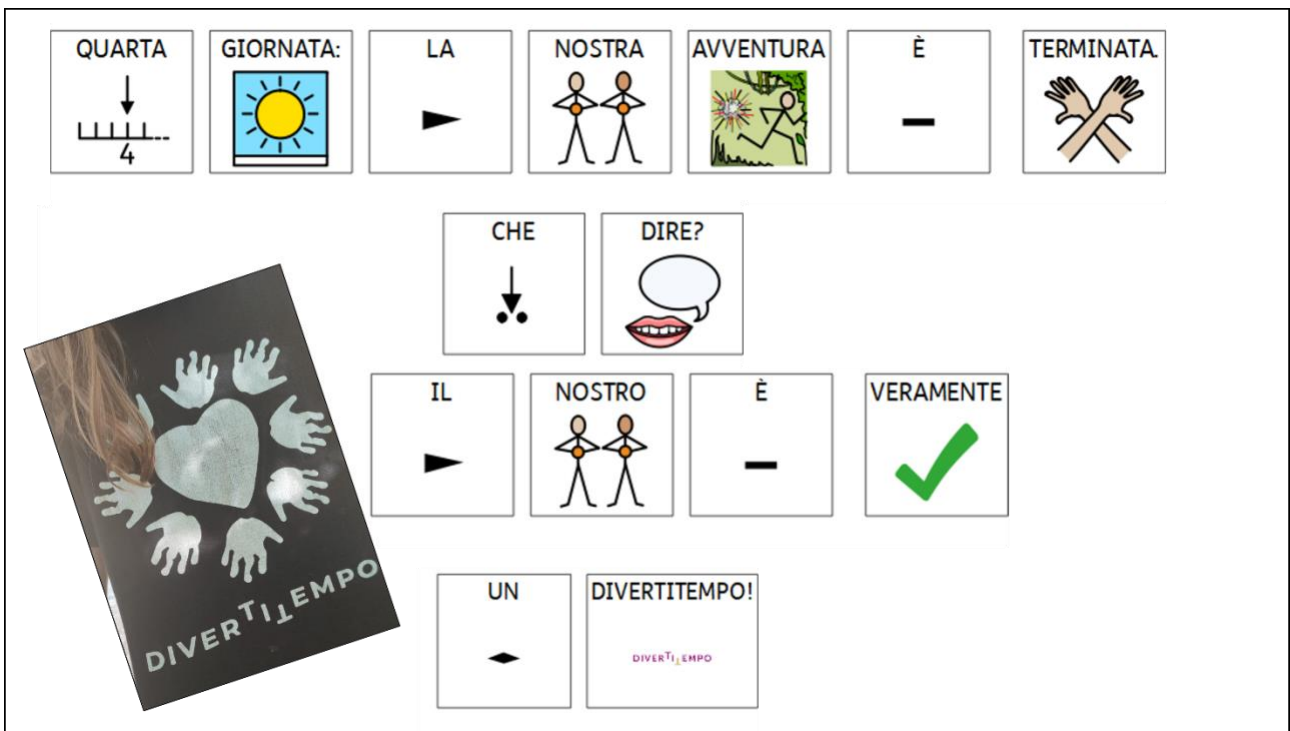 QUARTA GIORNATA: LA NOSTRA AVVENTURA È TERMINATA.
4
CHE DIRE?
IL NOSTRO È VERAMENTE
UN DIVERTITEMPO!
DIVERTITEMPO
DIVERTITEMPO